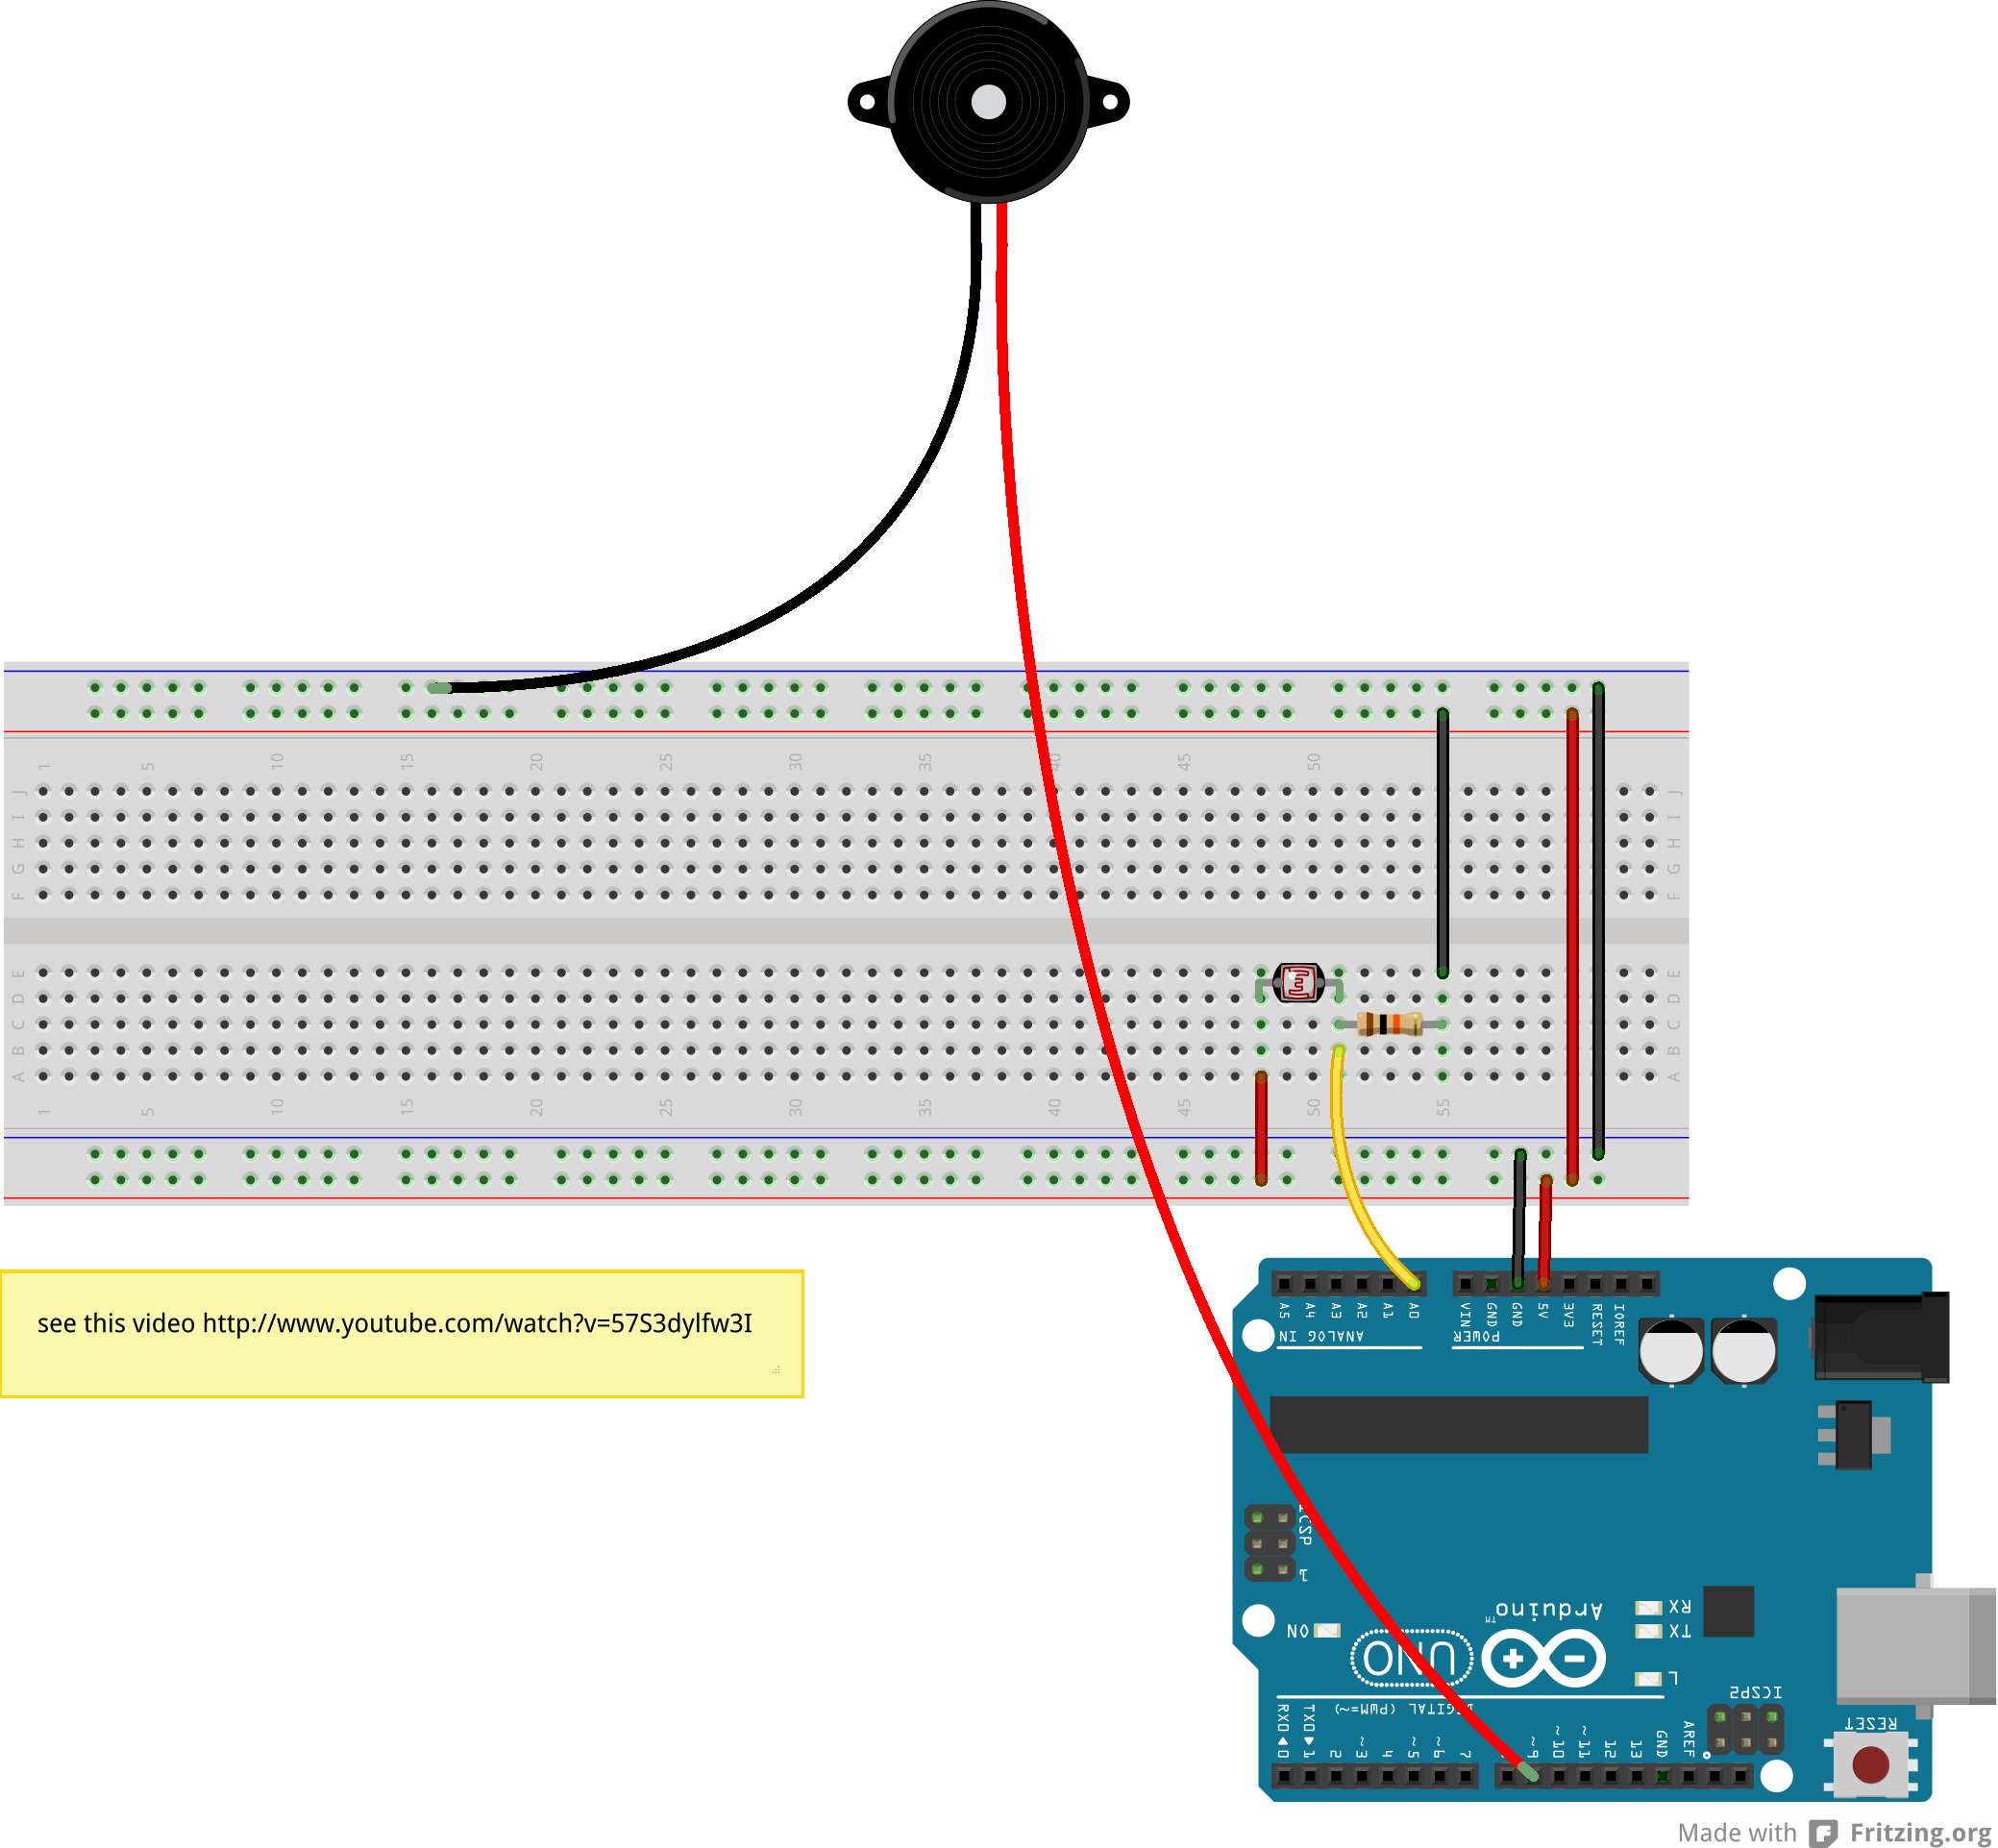 1 5 10 15 20 25 30 35 40 45 50
J J
I I
H H
G G
F F
E E
D D
C C
B B
A A
1 5 10 15 20 25 30 35 40 45 50 55
see this video http://www.youtube.com/watch?v=57S3dylfw3I
A5 A4 A3 A2 A1 A0 VIN GND GND 5V 3V3 RESET IOREF
ANALOG IN POWER
ICSP
1
Arduino™
RX
TX
ON
UNO
L
ICSP2
DIGITAL (PWM=~)
RESET
RX0 TX0
0 1 2 ~3 4 ~5 ~6 7 ~9 ~10 ~11 12 13 GND AREF
Made with Fritzing.org